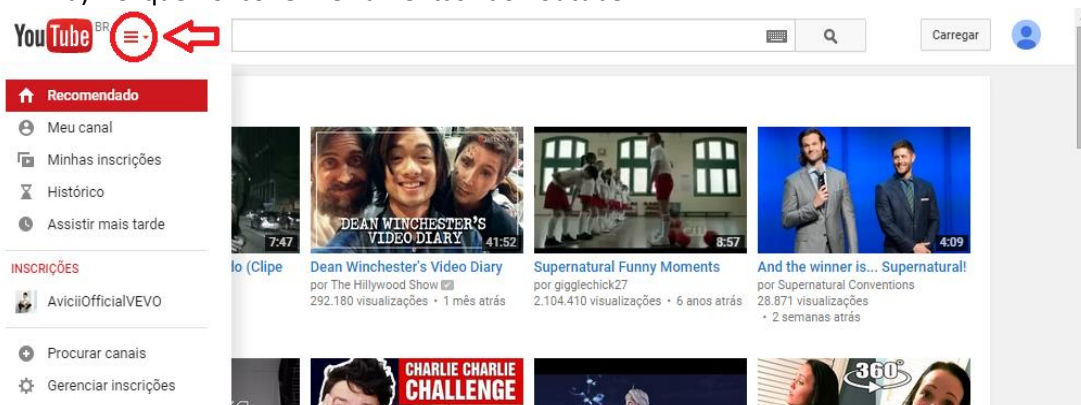 YouTube BR
Carregar
Recomendado
Meu canal
Minhas inscrições
Histórico
Assistir mais tarde
INSCRIÇÕES
AviciiOfficialVEVO
Procurar canais
Gerenciar inscrições
7:47
lo (Clipe
DEAN WINCHESTER'S
VIDEO DIARY 41:52
Dean Winchester's Video Diary
por The Hillywood Show
292.180 visualizações • 1 mês atrás
8:57
Supernatural Funny Moments
por gigglechick27
2.104.410 visualizações • 6 anos atrás
4:09
And the winner is... Supernatural!
por Supernatural Conventions
28.871 visualizações
• 2 semanas atrás
CHARLIE CHARLIE
CHALLENGE
360°